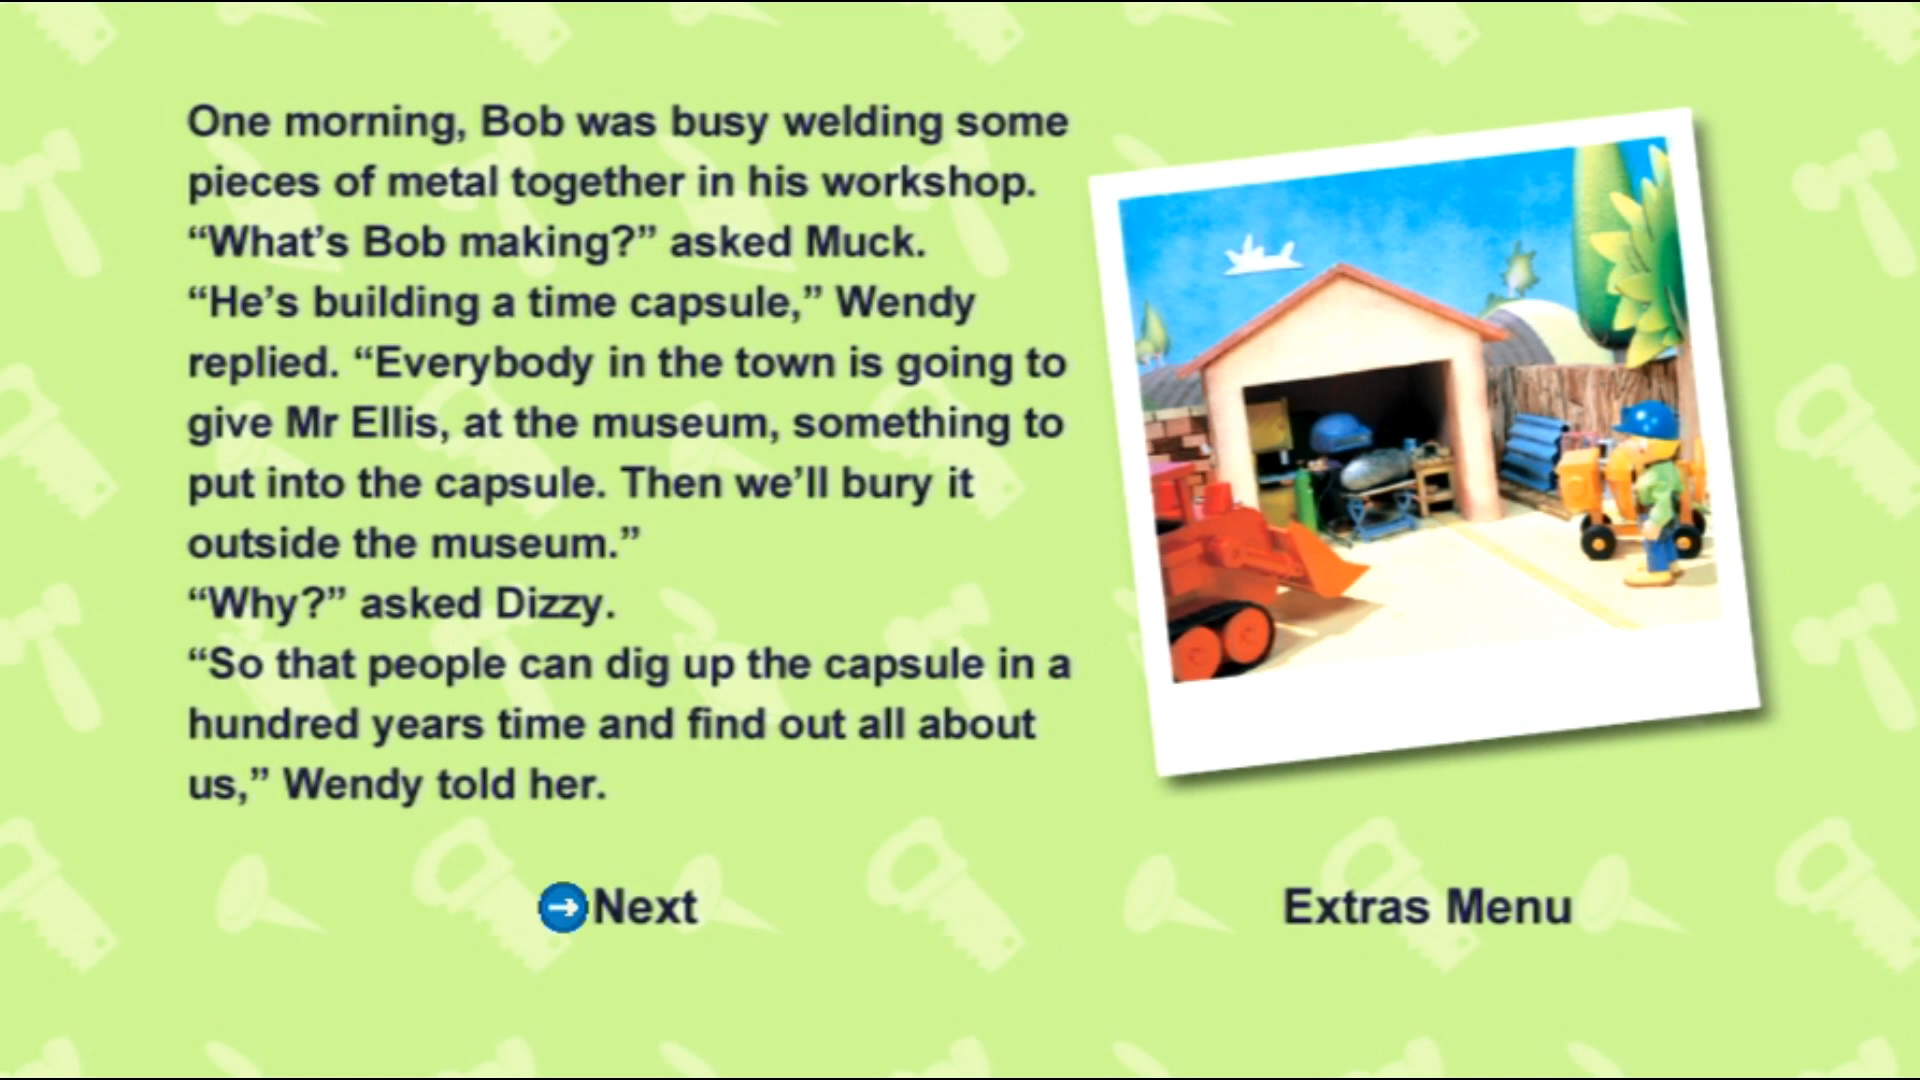 One morning, Bob was busy welding some
pieces of metal together in his workshop.
“What’s Bob making?” asked Muck.
“He’s building a time capsule,” Wendy
replied. “Everybody in the town is going to
give Mr Ellis, at the museum, something to
put into the capsule. Then we’ll bury it
outside the museum.”
“Why?” asked Dizzy.
“So that people can dig up the capsule in a
hundred years time and find out all about
us,” Wendy told her.
Next
Extras Menu